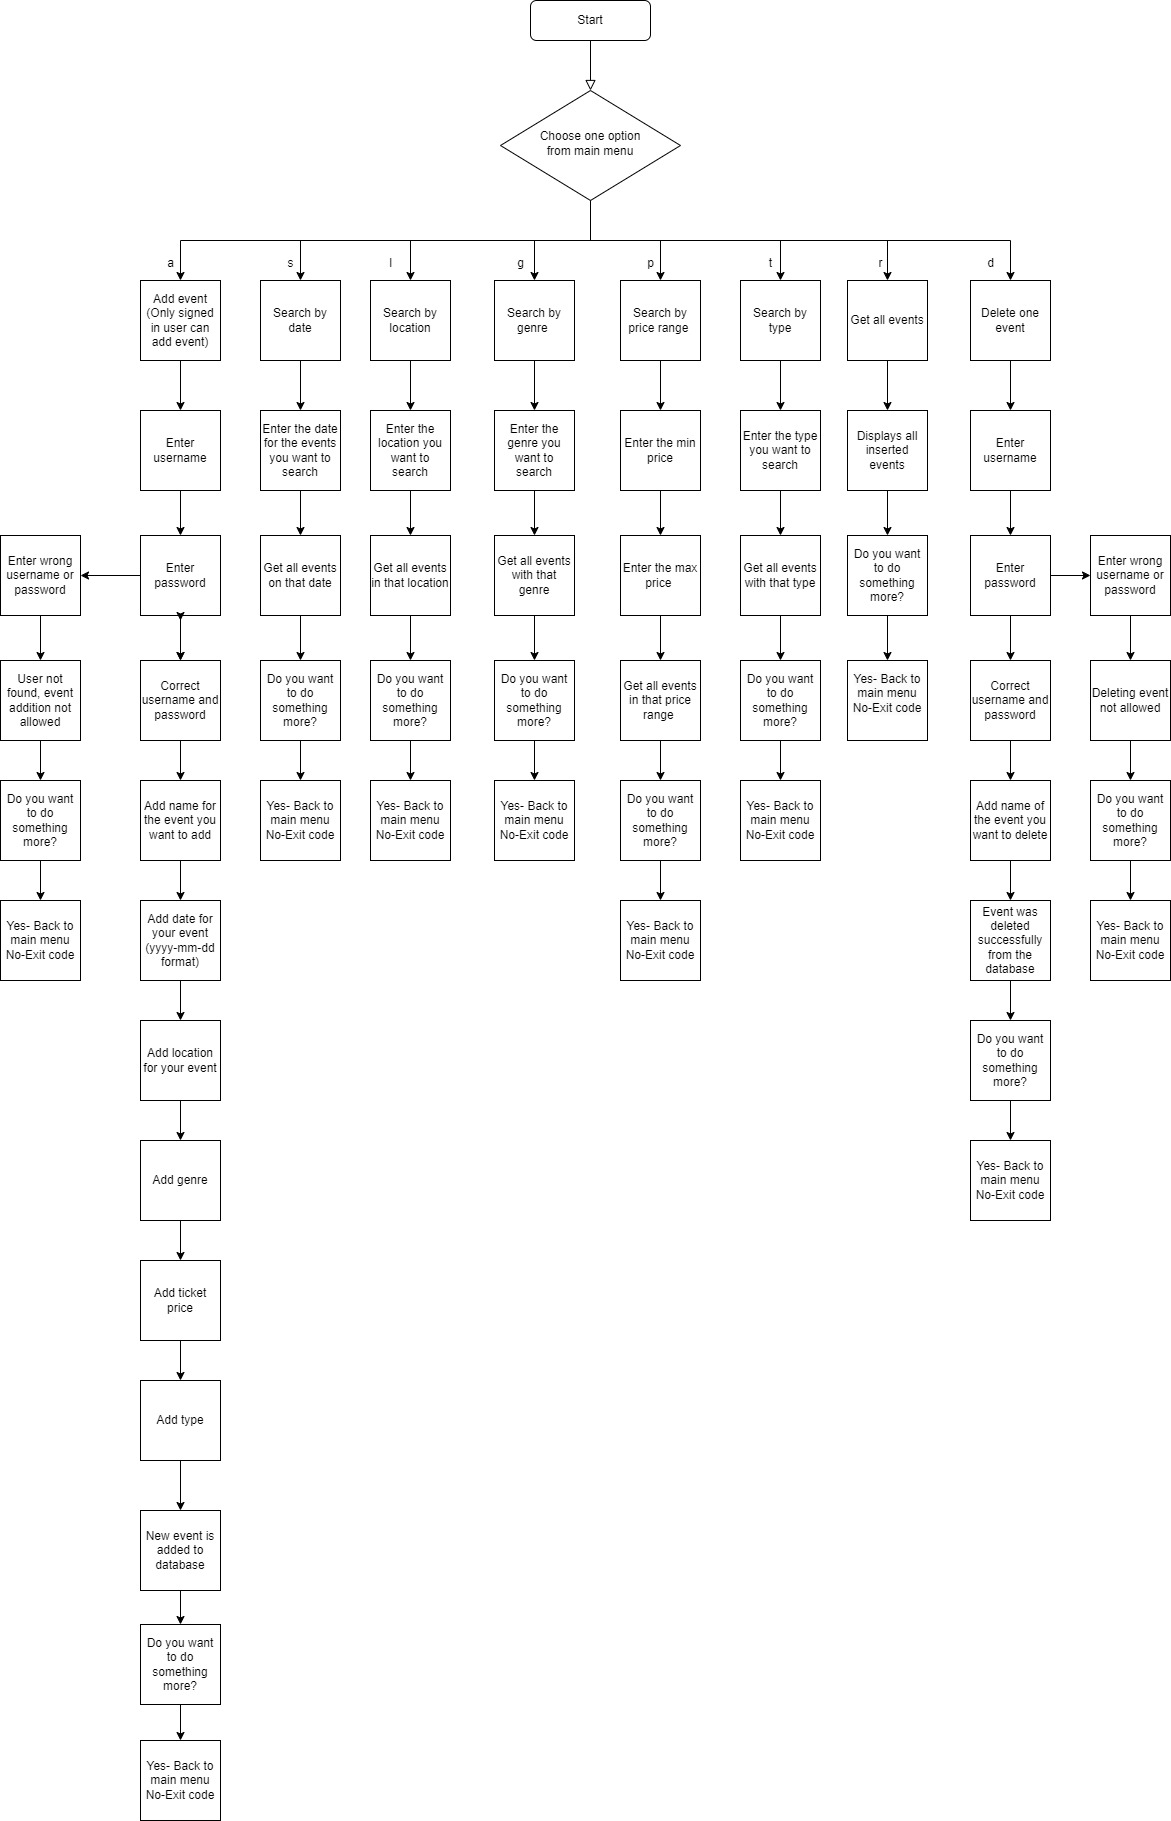 Start
Choose one option
from main menu
a
s
l
g
p
t
r
d
Add event
(Only signed
in user can
add event)
Search by
date
Search by
location
Search by
genre
Search by
price range
Search by
type
Get all events
Delete one
event
Enter
username
Enter the date
for the events
you want to
search
Enter the
location you
want to
search
Enter the
genre you
want to
search
Enter the min
price
Enter the type
you want to
search
Displays all
inserted
events
Enter
username
Enter wrong
username or
password
Enter
password
Get all events
on that date
Get all events
in that location
Get all events
with that
genre
Enter the max
price
Get all events
with that type
Do you want
to do
something
more?
Enter
password
Enter wrong
username or
password
User not
found, event
addition not
allowed
Correct
username and
password
Do you want
to do
something
more?
Do you want
to do
something
more?
Do you want
to do
something
more?
Get all events
in that price
range
Do you want
to do
something
more?
Yes- Back to
main menu
No-Exit code
Correct
username and
password
Deleting event
not allowed
Do you want
to do
something
more?
Add name for
the event you
want to add
Yes- Back to
main menu
No-Exit code
Yes- Back to
main menu
No-Exit code
Yes- Back to
main menu
No-Exit code
Do you want
to do
something
more?
Yes- Back to
main menu
No-Exit code
Add name of
the event you
want to delete
Do you want
to do
something
more?
Yes- Back to
main menu
No-Exit code
Add date for
your event
(yyyy-mm-dd
format)
Yes- Back to
main menu
No-Exit code
Event was
deleted
successfully
from the
database
Yes- Back to
main menu
No-Exit code
Add location
for your event
Do you want
to do
something
more?
Add genre
Yes- Back to
main menu
No-Exit code
Add ticket
price
Add type
New event is
added to
database
Do you want
to do
something
more?
Yes- Back to
main menu
No-Exit code